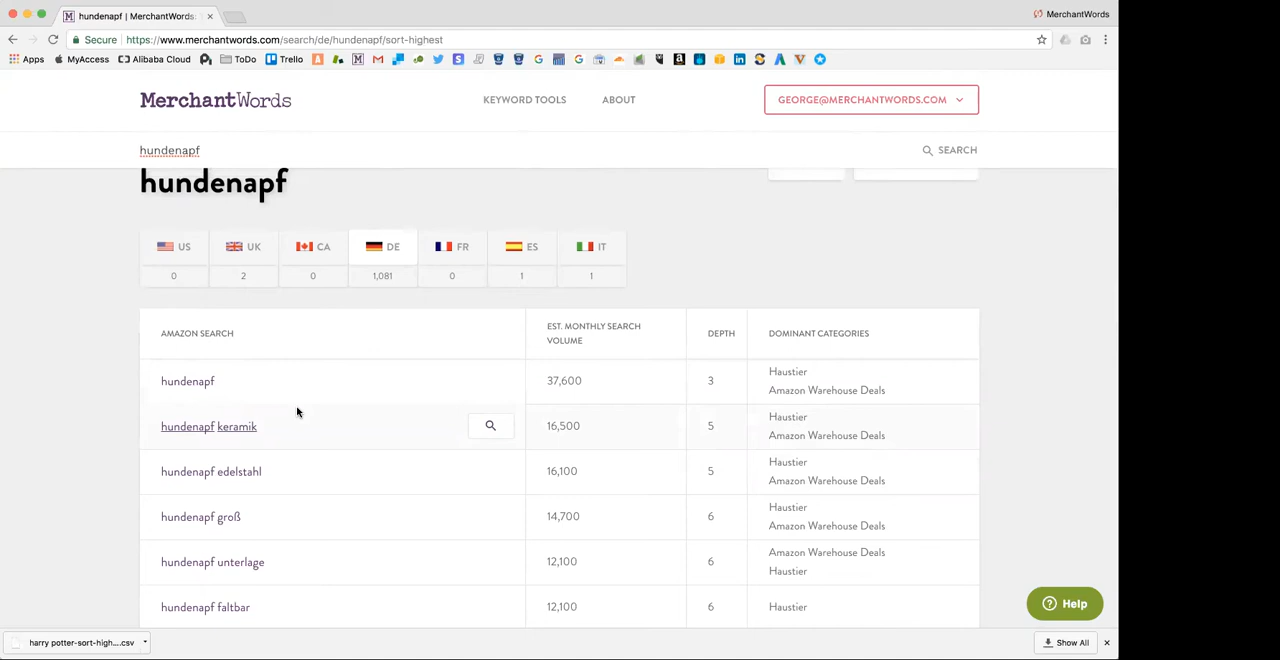 hundenapf | MerchantWords:
MerchantWords
Secure https://www.merchantwords.com/search/de/hundenapf/sort-highest
Apps MyAccess Alibaba Cloud ToDo Trello
MerchantWords KEYWORD TOOLS ABOUT GEORGE@MERCHANTWORDS.COM
hundenapf SEARCH
hundenapf
US UK CA DE FR ES IT
0 2 0 1,081 0 1 1
AMAZON SEARCH EST. MONTHLY SEARCH VOLUME DEPTH DOMINANT CATEGORIES
hundenapf 37,600 3 Haustier
Amazon Warehouse Deals
hundenapf keramik 16,500 5 Haustier
Amazon Warehouse Deals
hundenapf edelstahl 16,100 5 Haustier
Amazon Warehouse Deals
hundenapf groß 14,700 6 Haustier
Amazon Warehouse Deals
hundenapf unterlage 12,100 6 Amazon Warehouse Deals
Haustier
hundenapf faltbar 12,100 6 Haustier
Help
harry potter-sort-high....csv Show All